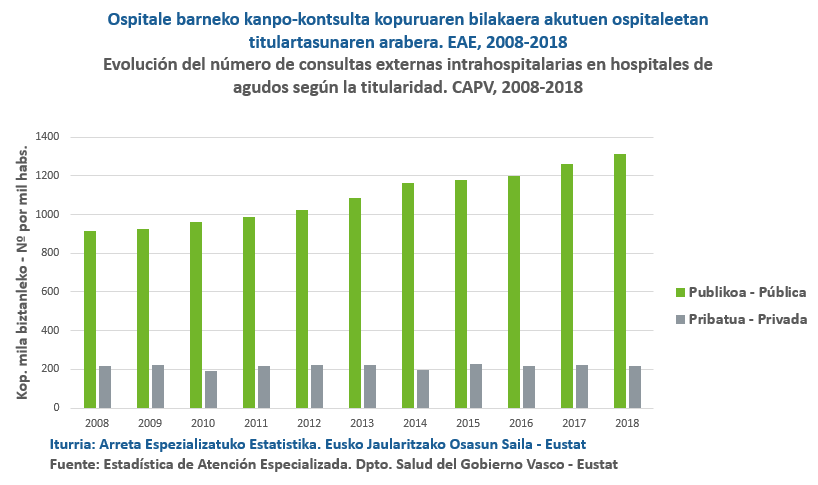 Ospitale barneko kanpo-kontsulta kopuruaren bilakaera akutuen ospitaleetan
titulartasunaren arabera. EAE, 2008-2018
Evolución del número de consultas externas intrahospitalarias en hospitales de
agudos según la titularidad. CAPV, 2008-2018
Kop. mila biztanleko - Nº por mil habs.
1400
1200
1000
800
600
400
200
0
2008 2009 2010 2011 2012 2013 2014 2015 2016 2017 2018
Publikoa - Pública
Pribatua - Privada
Iturria: Arreta Espezializatuko Estatistika. Eusko Jaularitzako Osasun Saila - Eustat
Fuente: Estadística de Atención Especializada. Dpto. Salud del Gobierno Vasco - Eustat